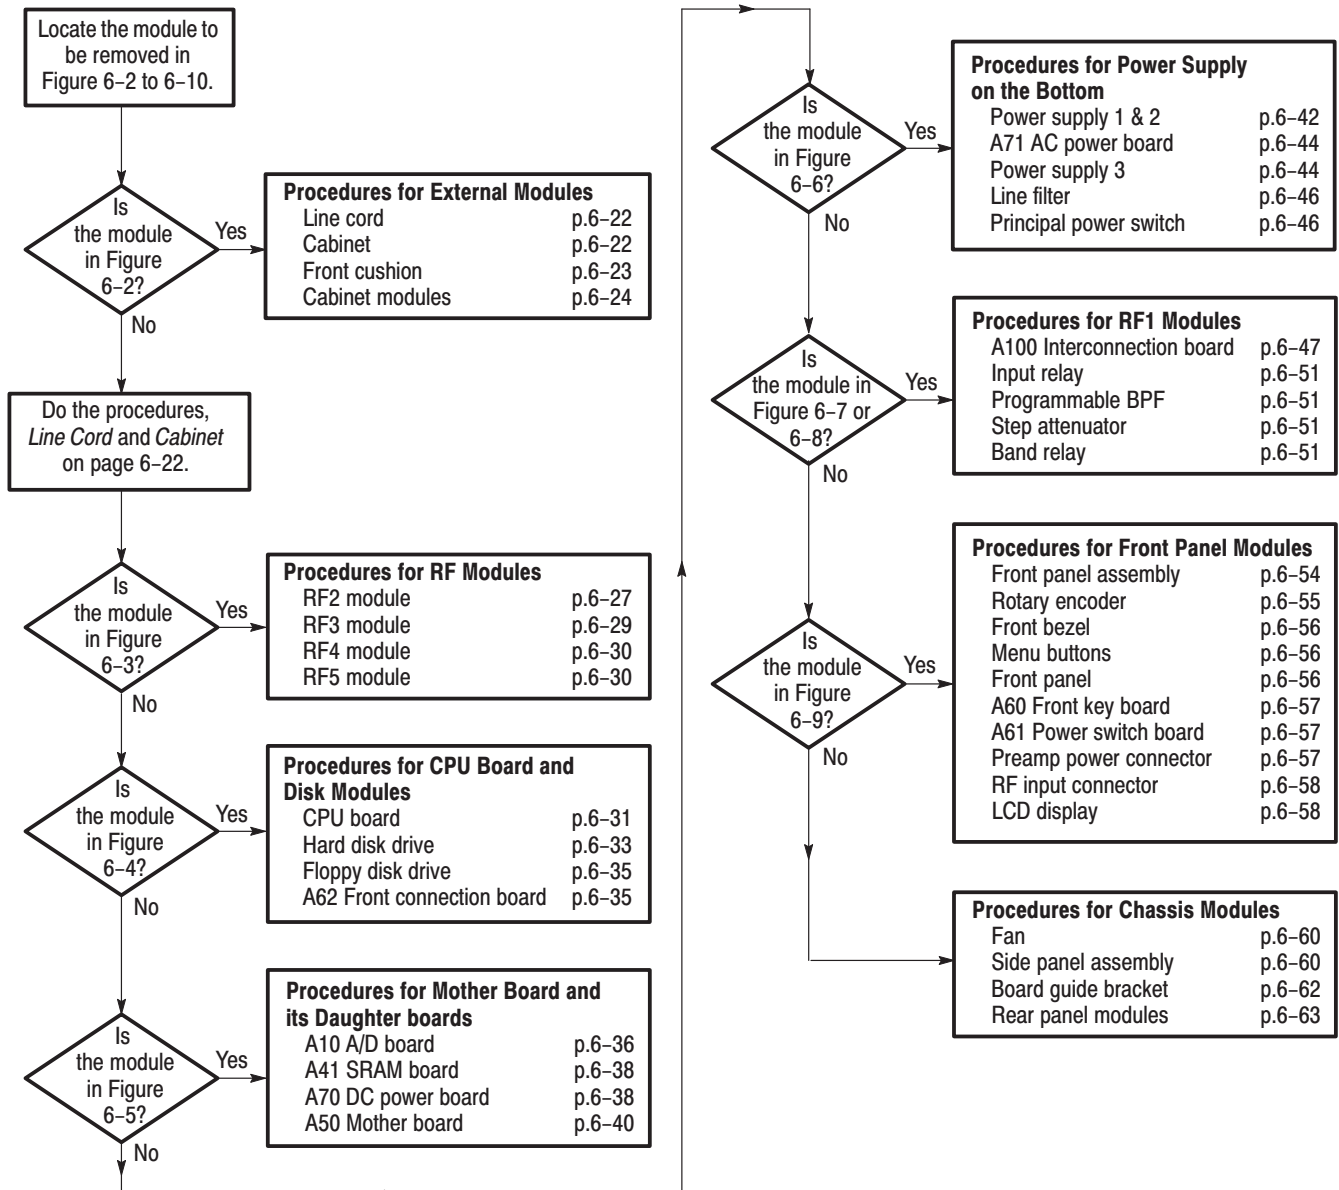 Locate the module to
be removed in
Figure 6–2 to 6–10.
Is
the module
in Figure
6–2?
Yes
No
Procedures for External Modules
Line cord p.6–22
Cabinet p.6–22
Front cushion p.6–23
Cabinet modules p.6–24
Do the procedures,
Line Cord and Cabinet
on page 6–22.
Is
the module
in Figure
6–3?
Yes
No
Procedures for RF Modules
RF2 module p.6–27
RF3 module p.6–29
RF4 module p.6–30
RF5 module p.6–30
Is
the module
in Figure
6–4?
Yes
No
Procedures for CPU Board and
Disk Modules
CPU board p.6–31
Hard disk drive p.6–33
Floppy disk drive p.6–35
A62 Front connection board p.6–35
Is
the module
in Figure
6–5?
Yes
No
Procedures for Mother Board and
its Daughter boards
A10 A/D board p.6–36
A41 SRAM board p.6–38
A70 DC power board p.6–38
A50 Mother board p.6–40
Is
the module
in Figure
6–6?
Yes
No
Procedures for Power Supply
on the Bottom
Power supply 1 & 2 p.6–42
A71 AC power board p.6–44
Power supply 3 p.6–44
Line filter p.6–46
Principal power switch p.6–46
Is
the module in
Figure 6–7 or
6–8?
Yes
No
Procedures for RF1 Modules
A100 Interconnection board p.6–47
Input relay p.6–51
Programmable BPF p.6–51
Step attenuator p.6–51
Band relay p.6–51
Is
the module
in Figure
6–9?
Yes
No
Procedures for Front Panel Modules
Front panel assembly p.6–54
Rotary encoder p.6–55
Front bezel p.6–56
Menu buttons p.6–56
Front panel p.6–56
A60 Front key board p.6–57
A61 Power switch board p.6–57
Preamp power connector p.6–57
RF input connector p.6–58
LCD display p.6–58
Procedures for Chassis Modules
Fan p.6–60
Side panel assembly p.6–60
Board guide bracket p.6–62
Rear panel modules p.6–63